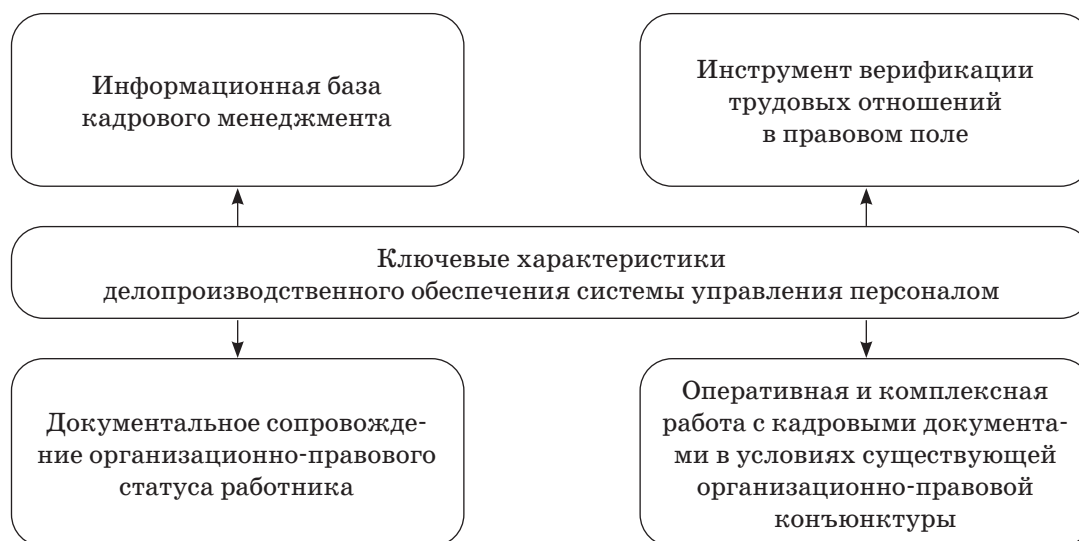 Информационная база
кадрового менеджмента
Инструмент верификации
трудовых отношений
в правовом поле
Ключевые характеристики
делопроизводственного обеспечения системы управления персоналом
Документальное сопровожде-
ние организационно-правового
статуса работника
Оперативная и комплексная
работа с кадровыми документа-
ми в условиях существующей
организационно-правовой
конъюнктуры